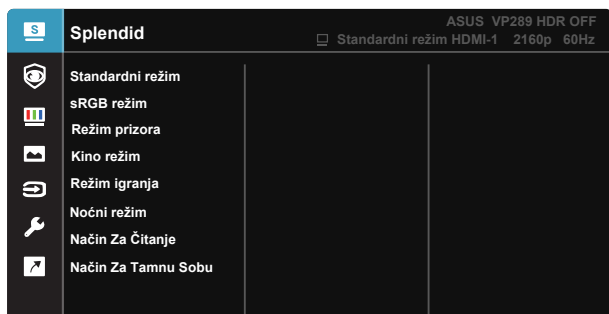 S
Splendid
ASUS VP289 HDR OFF
Standardni režim HDMI-1 2160p 60Hz
Standardni režim
sRGB režim
Režim prizora
Kino režim
Režim igranja
Noćni režim
Način Za Čitanje
Način Za Tamnu Sobu